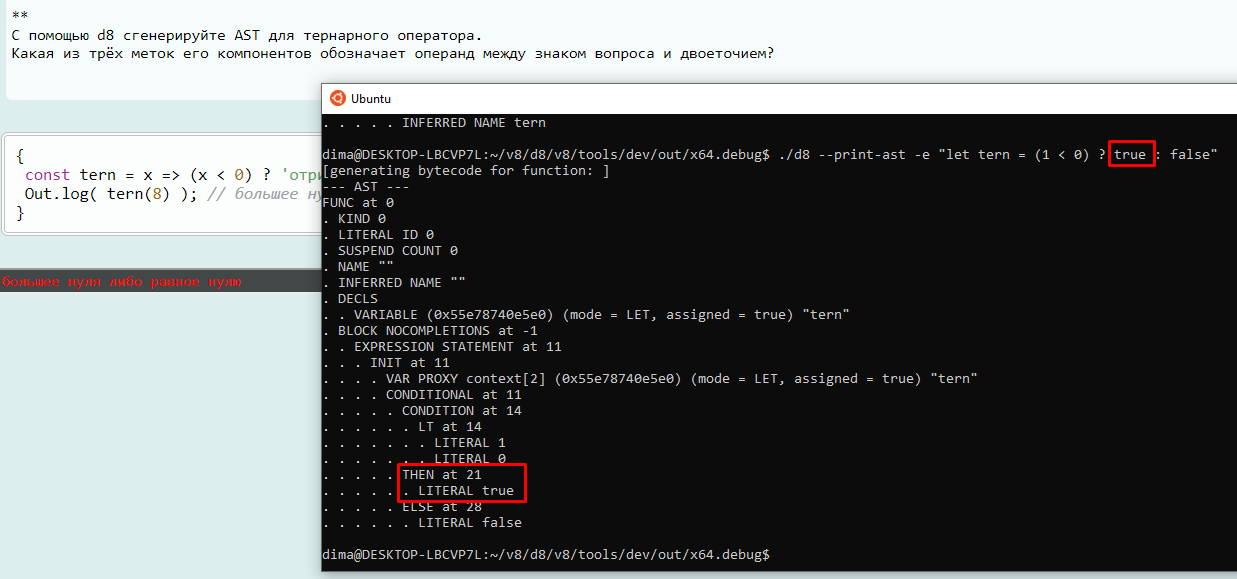 **
С помощью d8 сгенерируйте AST для тернарного оператора.
Какая из трёх меток его компонентов обозначает операнд между знаком вопроса и двоеточием?
{
const tern = x => (x < 0) ? 'отри
Out.log( tern(8) ); // большее ну
}
большее нуля либо равное нулю
Ubuntu
. . . . . INFERRED NAME tern
dima@DESKTOP-LBCVP7L:~/v8/d8/v8/tools/dev/out/x64.debug$ ./d8 --print-ast -e "let tern = (1 < 0) ? true : false"
[generating bytecode for function: ]
--- AST ---
FUNC at 0
. KIND 0
. LITERAL ID 0
. SUSPEND COUNT 0
. NAME ""
. INFERRED NAME ""
. DECLS
. . VARIABLE (0x55e78740e5e0) (mode = LET, assigned = true) "tern"
. BLOCK NOCOMPLETIONS at -1
. . EXPRESSION STATEMENT at 11
. . . INIT at 11
. . . . VAR PROXY context[2] (0x55e78740e5e0) (mode = LET, assigned = true) "tern"
. . . . CONDITIONAL at 11
. . . . . CONDITION at 14
. . . . . . LT at 14
. . . . . . . LITERAL 1
. . . . . . . LITERAL 0
. . . . . THEN at 21
. . . . . . LITERAL true
. . . . . ELSE at 28
. . . . . . LITERAL false
dima@DESKTOP-LBCVP7L:~/v8/d8/v8/tools/dev/out/x64.debug$